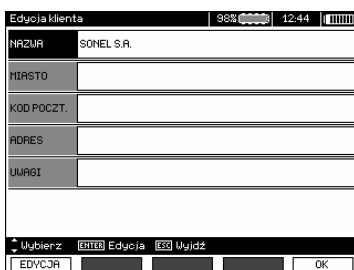 Edycja klienta 98% 12:44
NAZWA SONEL S.A.
MIASTO
KOD POCZT.
ADRES
UWAGI
Wybierz ENTER Edycja ESC Wyjdź
EDYCJA OK